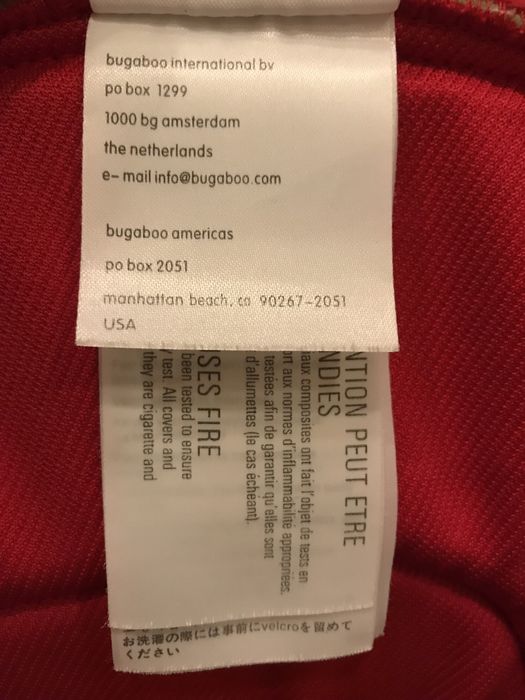 bugaboo international bv
po box 1299
1000 bg amsterdam
the netherlands
e-mail info@bugaboo.com
bugaboo americas
po box 2051
manhattan beach, ca 90267-2051
USA
NTION PEUT ETRE
NDIES
aux composites ont fait l'objet de tests en
ort aux normes d'inflammabilité appropriées.
testées afin de garantir qu'elles sont
d'allumettes (le cas échéant).
SES FIRE
been tested to ensure
test. All covers and
they are cigarette and
お洗濯の際には事前にvelcroを留めて
ください